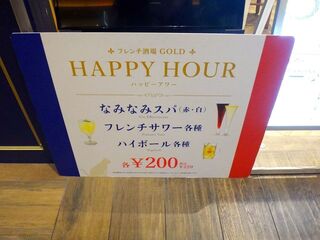 フレンチ酒場 GOLD
HAPPY HOUR
ハッピーアワー
なみなみスパ(赤・白)
フレンチサワー各種
ハイボール各種
各¥200